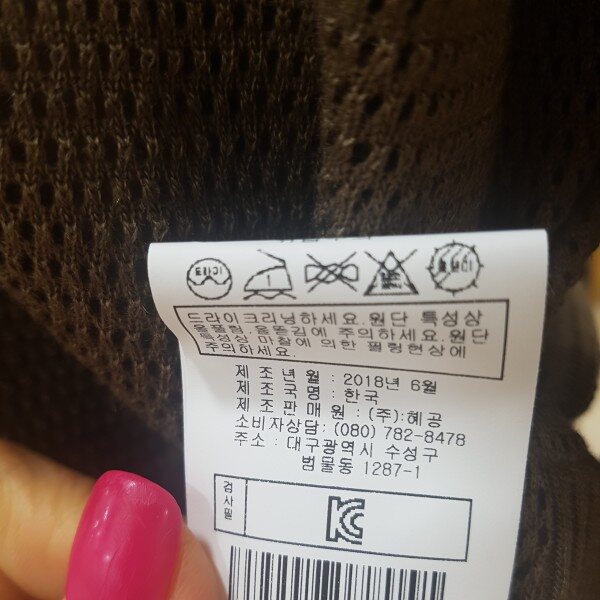 드라이
드라이크리닝하세요.원단 특성상
올풀림,올뜯김에 주의하세요.원단
특성상 마찰에 의한 필링현상에
주의하세요.
제 조 년 월 : 2018년 6월
제 조 국 명 : 한국
제 조 판 매 원 : (주):혜공
소비자상담: (080) 782-8478
주소 : 대구광역시 수성구
범물동 1287-1
검사필